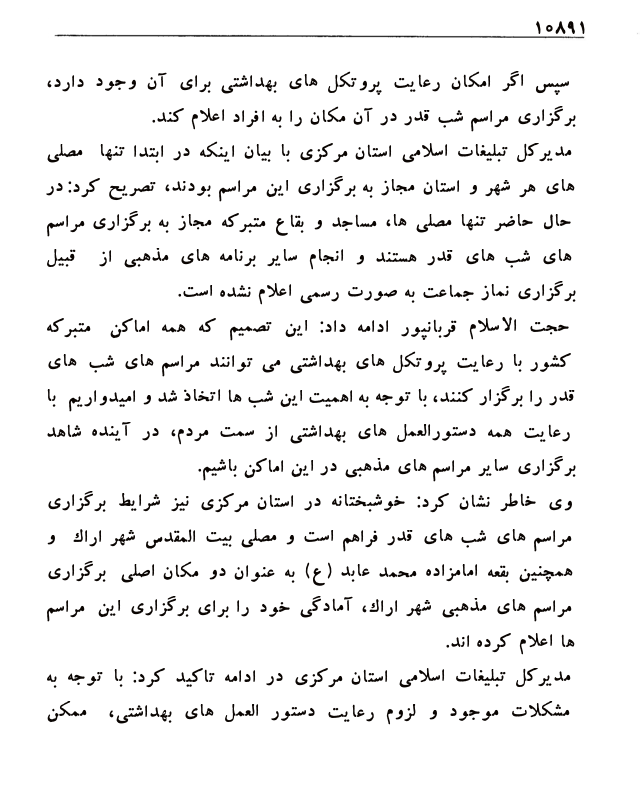 ۱۰۸۹۱
سپس اگر امکان رعایت پروتکل های بهداشتی برای آن وجود دارد،
برگزاری مراسم شب قدر در آن مکان را به افراد اعلام کند.
مدیرکل تبلیغات اسلامی استان مرکزی با بیان اینکه در ابتدا تنها مصلی
های هر شهر و استان مجاز به برگزاری این مراسم بودند، تصریح کرد: در
حال حاضر تنها مصلی ها، مساجد و بقاع متبرکه مجاز به برگزاری مراسم
های شب های قدر هستند و انجام سایر برنامه های مذهبی از قبیل
برگزاری نماز جماعت به صورت رسمی اعلام نشده است.
حجت الاسلام قربانپور ادامه داد: این تصمیم که همه اماکن متبرکه
کشور با رعایت پروتکل های بهداشتی می توانند مراسم های شب های
قدر را برگزار کنند، با توجه به اهمیت این شب ها اتخاذ شد و امیدواریم با
رعایت همه دستورالعمل های بهداشتی از سمت مردم، در آینده شاهد
برگزاری سایر مراسم های مذهبی در این اماکن باشیم.
وی خاطر نشان کرد: خوشبختانه در استان مرکزی نیز شرایط برگزاری
مراسم های شب های قدر فراهم است و مصلی بیت المقدس شهر اراك و
همچنین بقعه امامزاده محمد عابد (ع) به عنوان دو مکان اصلی برگزاری
مراسم های مذهبی شهر اراك، آمادگی خود را برای برگزاری این مراسم
ها اعلام کرده اند.
مدیرکل تبلیغات اسلامی استان مرکزی در ادامه تاکید کرد: با توجه به
مشکلات موجود و لزوم رعایت دستور العمل های بهداشتی، ممکن